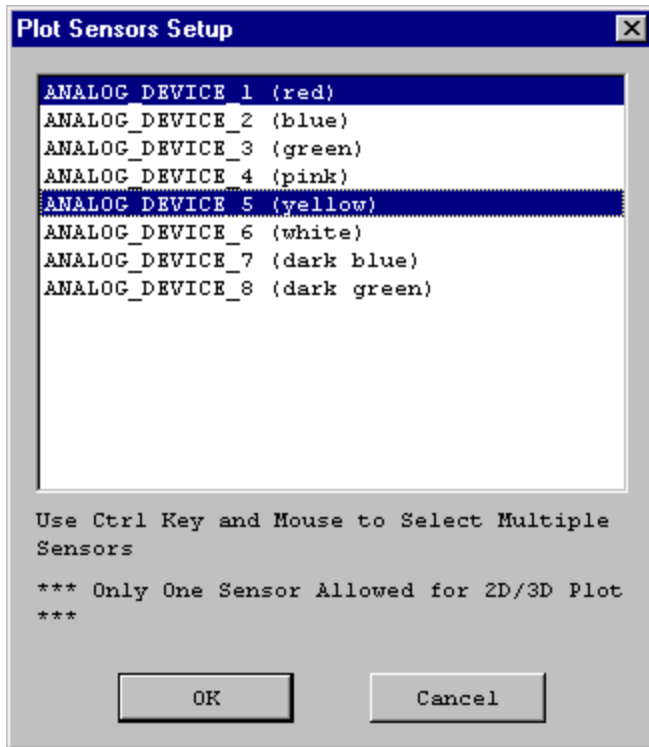 Plot Sensors Setup
ANALOG_DEVICE_1 (red)
ANALOG_DEVICE_2 (blue)
ANALOG_DEVICE_3 (green)
ANALOG_DEVICE_4 (pink)
ANALOG_DEVICE_5 (yellow)
ANALOG_DEVICE_6 (white)
ANALOG_DEVICE_7 (dark blue)
ANALOG_DEVICE_8 (dark green)
Use Ctrl Key and Mouse to Select Multiple
Sensors
*** Only One Sensor Allowed for 2D/3D Plot
***
OK
Cancel